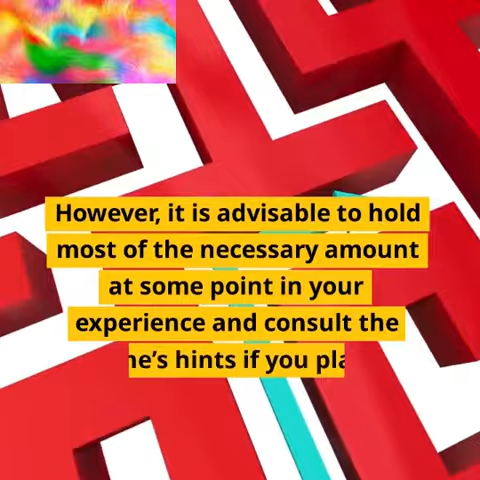 However, it is advisable to hold
most of the necessary amount
at some point in your
experience and consult the
hints if you